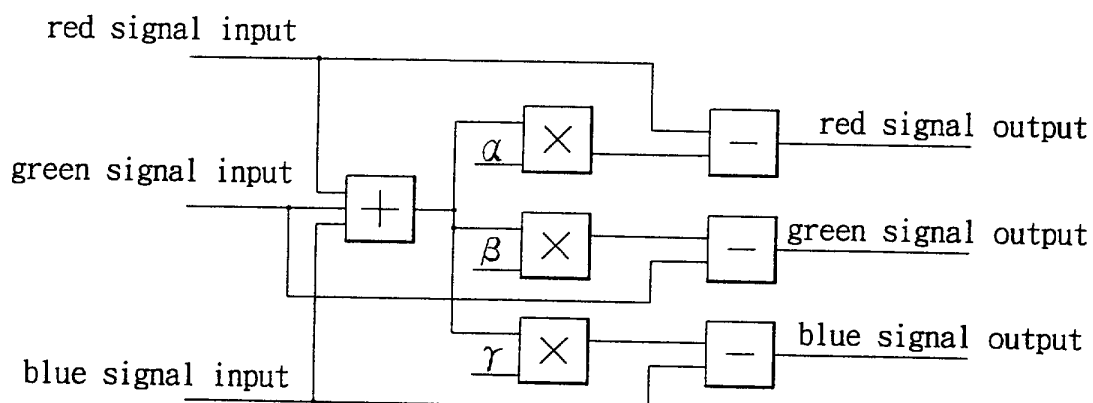 red signal input
red signal output
×
−
α
green signal input
+
green signal output
×
−
β
blue signal output
×
−
γ
blue signal input